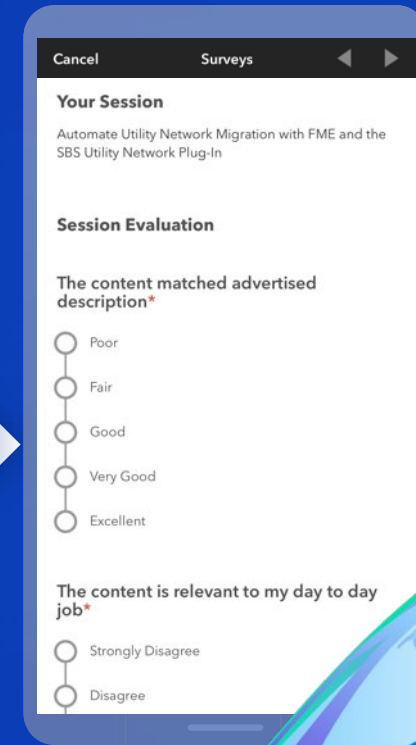 Cancel
Surveys
Your Session
Automate Utility Network Migration with FME and the
SBS Utility Network Plug-In
Session Evaluation
The content matched advertised
description*
Poor
Fair
Good
Very Good
Excellent
The content is relevant to my day to day
job*
Strongly Disagree
Disagree